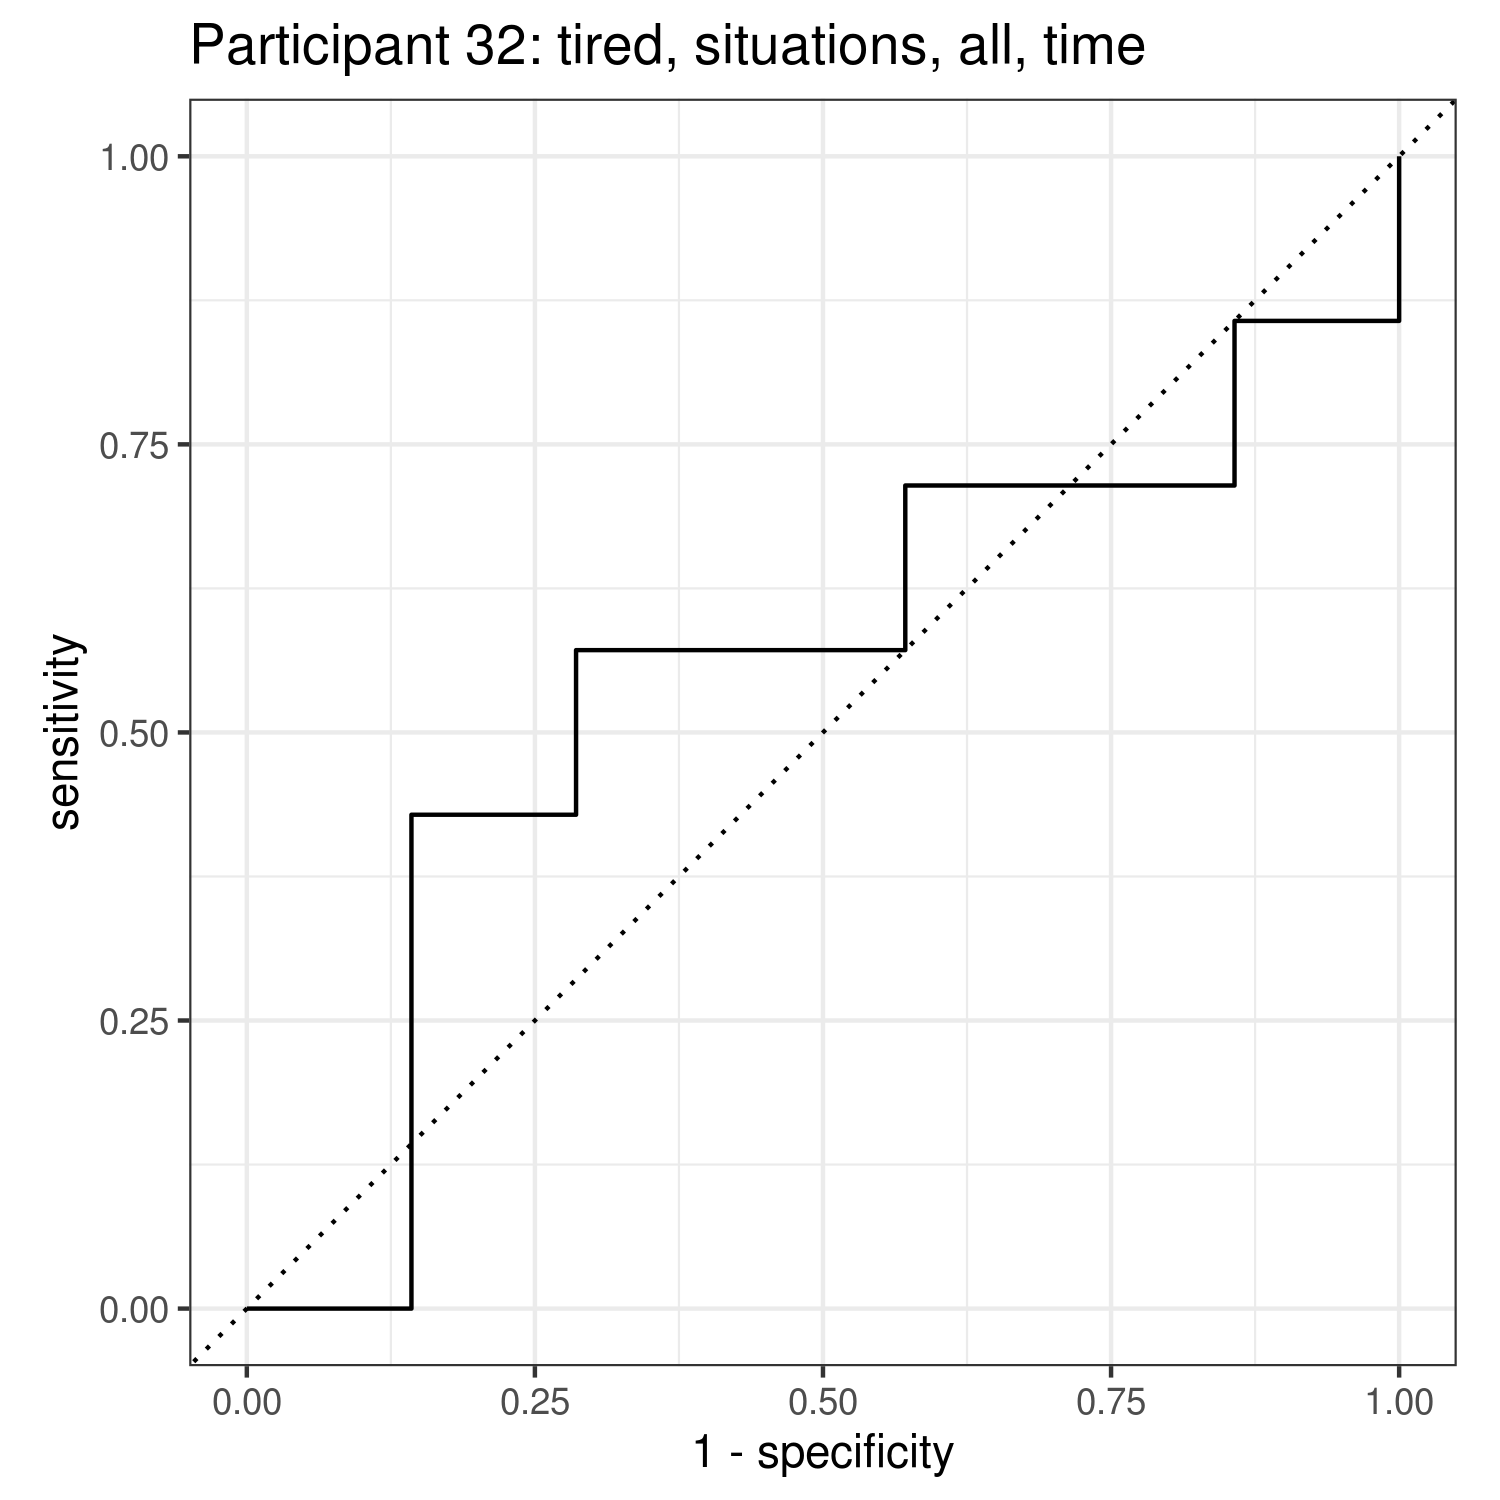 Participant 32: tired, situations, all, time
1.00
0.75
0.50
0.25
0.00
sensitivity
0.00 0.25 0.50 0.75 1.00
1 - specificity